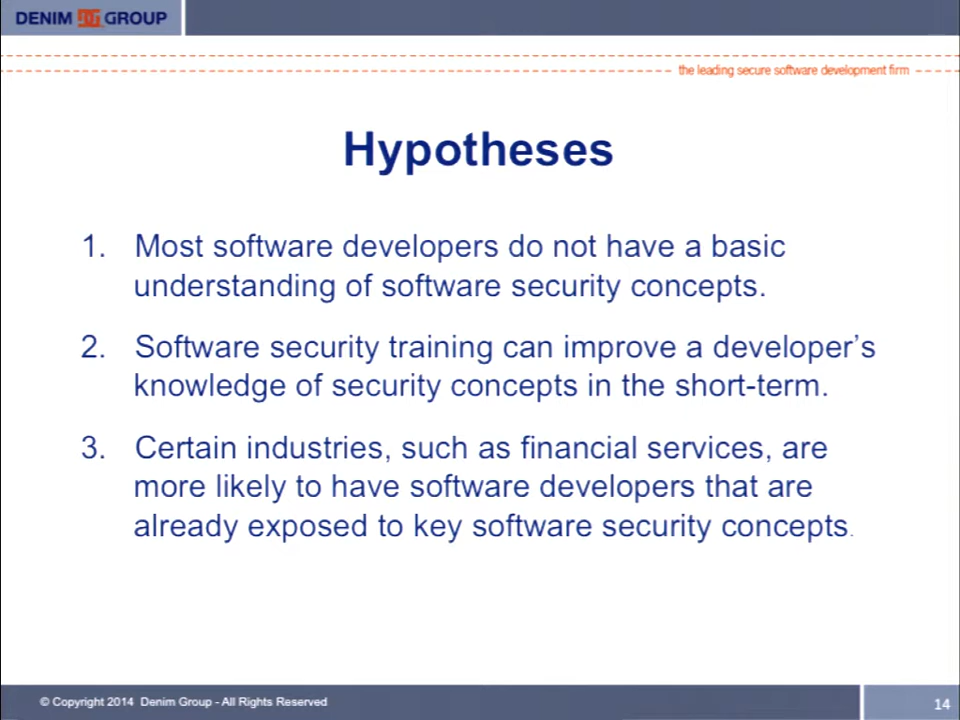 DENIM GROUP
the leading secure software development firm
Hypotheses
1. Most software developers do not have a basic
understanding of software security concepts.
2. Software security training can improve a developer’s
knowledge of security concepts in the short-term.
3. Certain industries, such as financial services, are
more likely to have software developers that are
already exposed to key software security concepts.
© Copyright 2014 Denim Group - All Rights Reserved
14